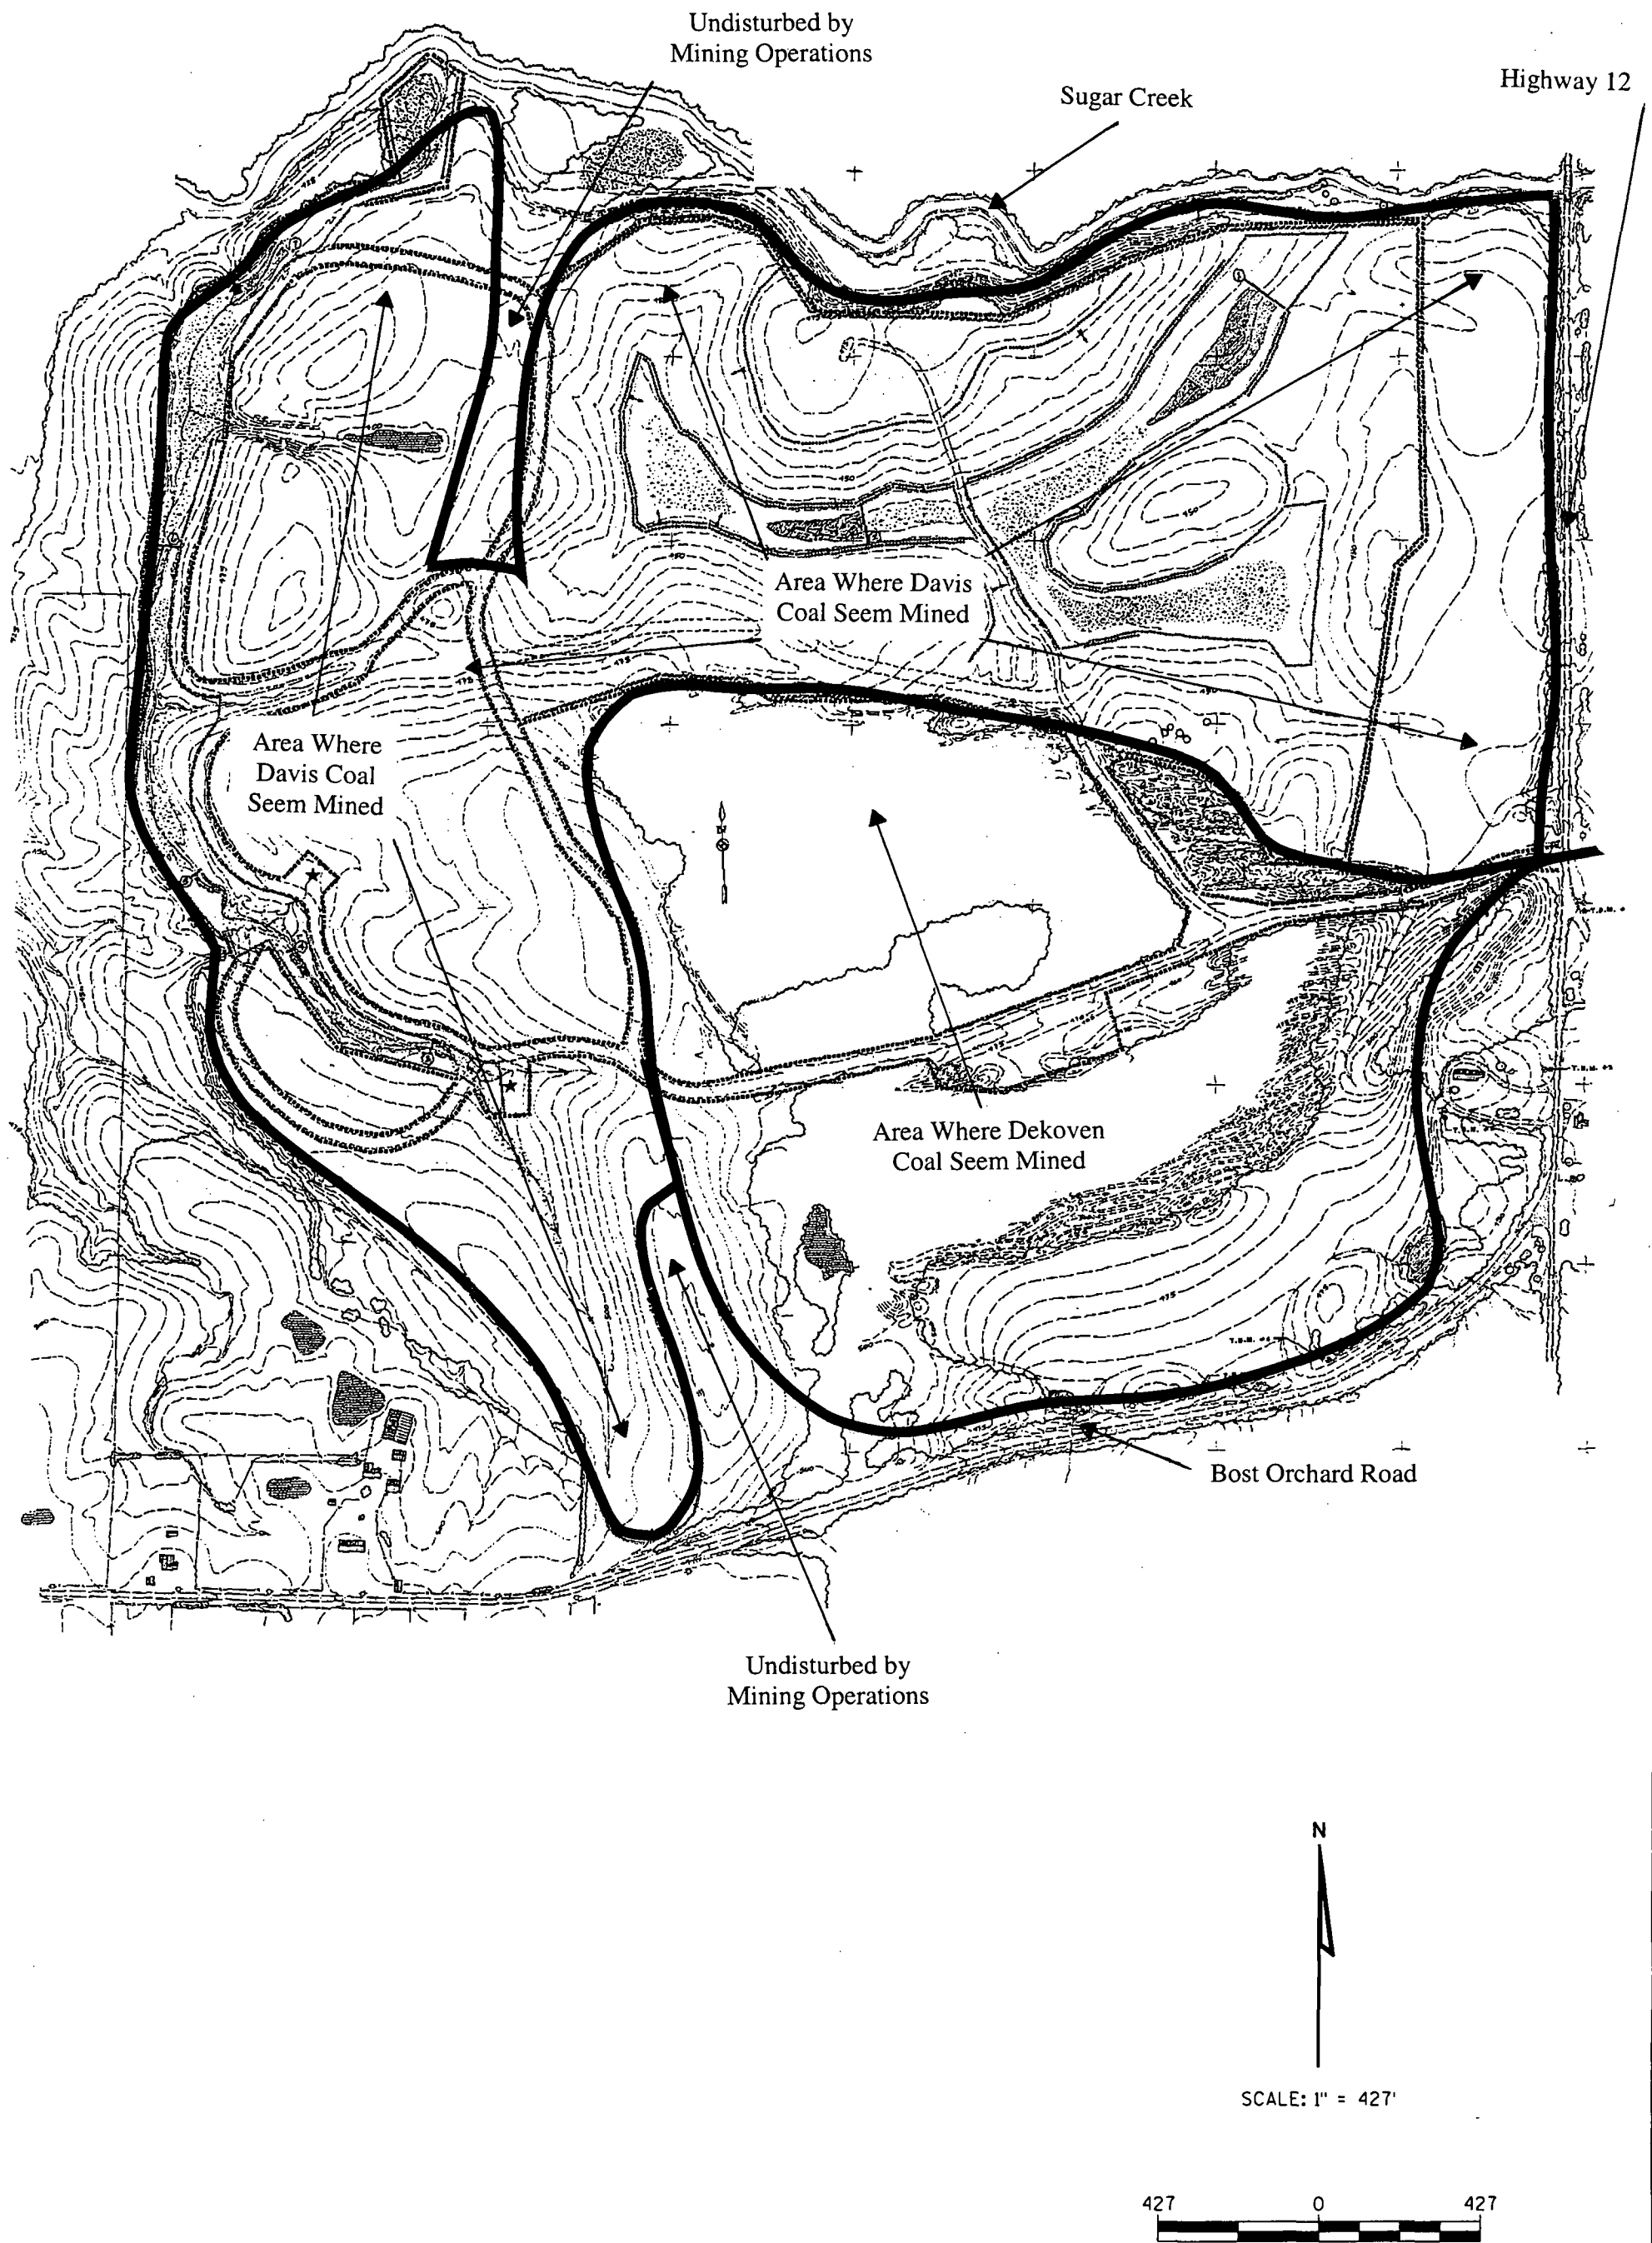 Undisturbed by
Mining Operations
Sugar Creek
Highway 12
Area Where Davis
Coal Seem Mined
Area Where
Davis Coal
Seem Mined
Area Where Dekoven
Coal Seem Mined
Bost Orchard Road
Undisturbed by
Mining Operations
N
SCALE: 1" = 427'
427 0 427